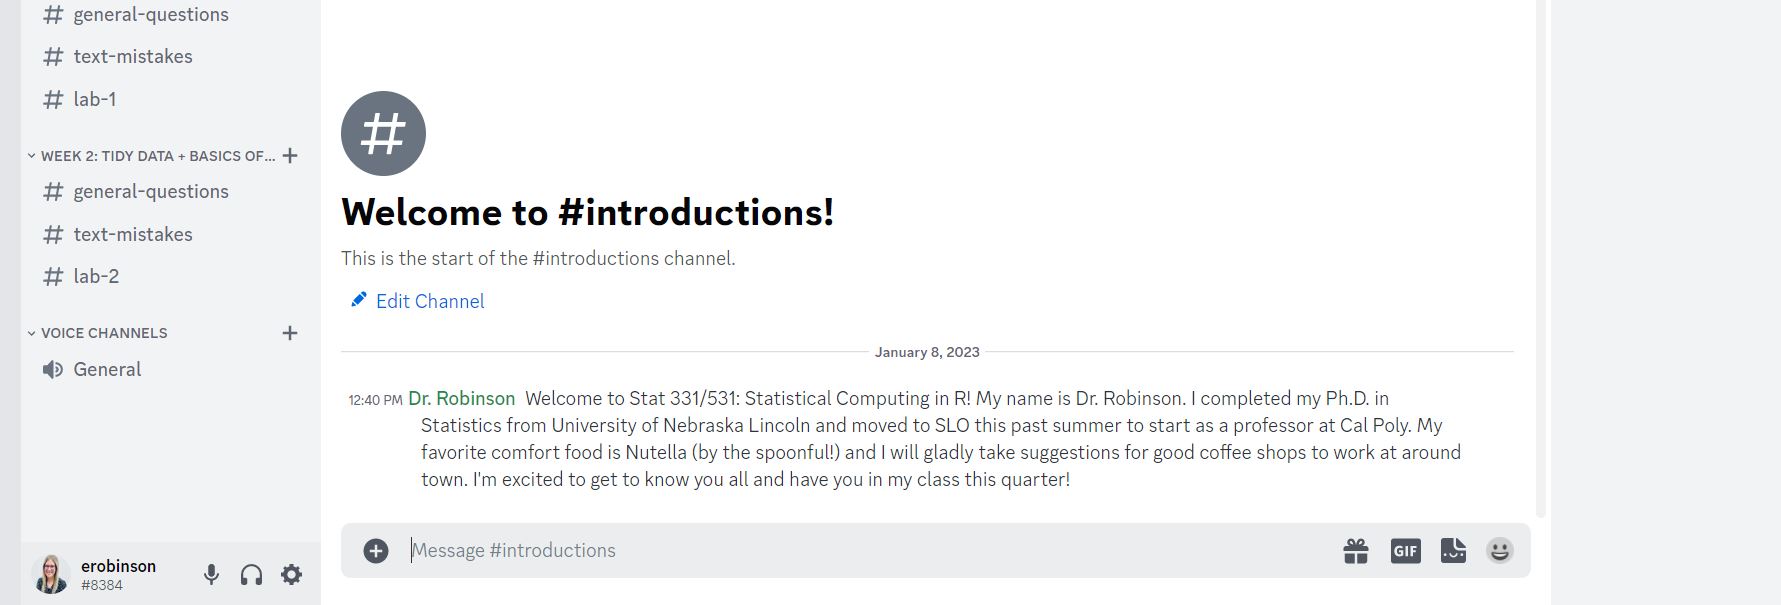 # general-questions
# text-mistakes
# lab-1
WEEK 2: TIDY DATA + BASICS OF...
# general-questions
# text-mistakes
# lab-2
VOICE CHANNELS
General
erobinson
#8384
#
Welcome to #introductions!
This is the start of the #introductions channel.
Edit Channel
January 8, 2023
12:40 PM Dr. Robinson Welcome to Stat 331/531: Statistical Computing in R! My name is Dr. Robinson. I completed my Ph.D. in
Statistics from University of Nebraska Lincoln and moved to SLO this past summer to start as a professor at Cal Poly. My
favorite comfort food is Nutella (by the spoonful!) and I will gladly take suggestions for good coffee shops to work at around
town. I'm excited to get to know you all and have you in my class this quarter!
Message #introductions
GIF